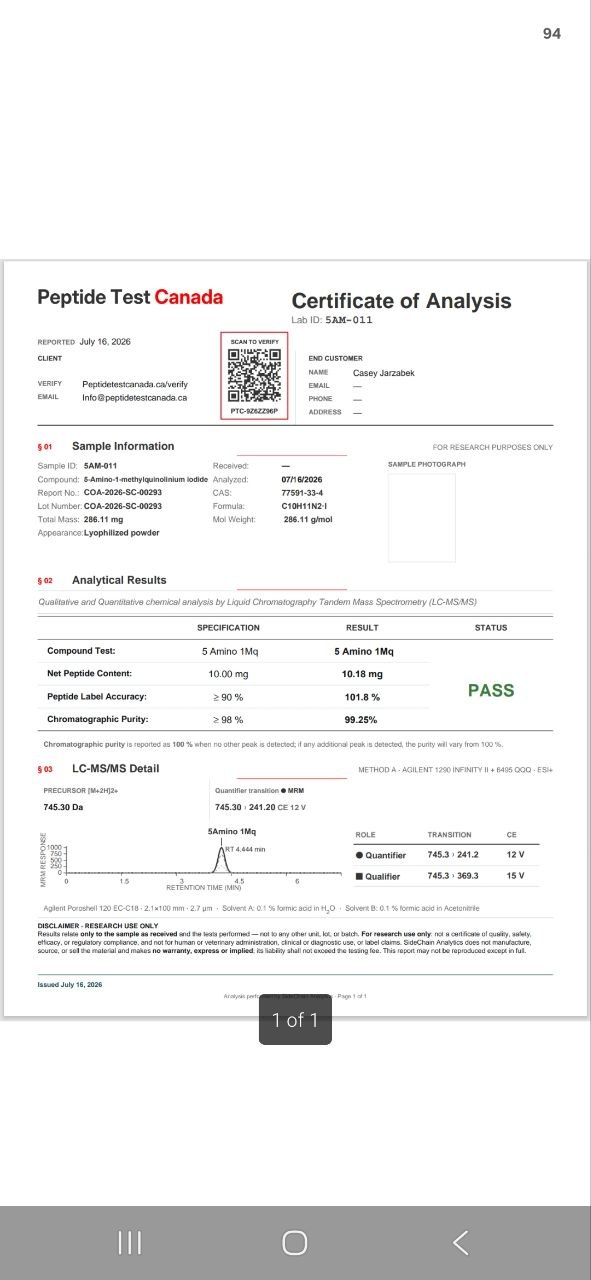 94
Peptide Test Canada
Certificate of Analysis
Lab ID: 5AM-011
REPORTED July 16, 2026
CLIENT
VERIFY Peptidetestcanada.ca/verify
EMAIL Info@peptidetestcanada.ca
SCAN TO VERIFY
PTC-9Z6ZZ96P
END CUSTOMER
NAME Casey Jarzabek
EMAIL —
PHONE —
ADDRESS —
§ 01 Sample Information
FOR RESEARCH PURPOSES ONLY
Sample ID: 5AM-011
Compound: 5-Amino-1-methylquinolinium iodide
Report No.: COA-2026-SC-00293
Lot Number: COA-2026-SC-00293
Total Mass: 286.11 mg
Appearance: Lyophilized powder
Received: —
Analyzed: 07/16/2026
CAS: 77591-33-4
Formula: C10H11N2·I
Mol Weight: 286.11 g/mol
SAMPLE PHOTOGRAPH
§ 02 Analytical Results
Qualitative and Quantitative chemical analysis by Liquid Chromatography Tandem Mass Spectrometry (LC-MS/MS)
SPECIFICATION RESULT STATUS
Compound Test: 5 Amino 1Mq 5 Amino 1Mq
Net Peptide Content: 10.00 mg 10.18 mg
Peptide Label Accuracy: ≥ 90 % 101.8 %
Chromatographic Purity: ≥ 98 % 99.25%
PASS
Chromatographic purity is reported as 100 % when no other peak is detected; if any additional peak is detected, the purity will vary from 100 %.
§ 03 LC-MS/MS Detail
METHOD A · AGILENT 1290 INFINITY II + 6495 QQQ · ESI+
PRECURSOR [M+2H]2+
745.30 Da
Quantifier transition ● MRM
745.30 › 241.20 CE 12 V
5Amino 1Mq
RT 4.444 min
MRM RESPONSE
1000
750
500
250
0
0 1.5 3 4.5 6
RETENTION TIME (MIN)
ROLE TRANSITION CE
● Quantifier 745.3 › 241.2 12 V
■ Qualifier 745.3 › 369.3 15 V
Agilent Poroshell 120 EC-C18 · 2.1×100 mm · 2.7 µm · Solvent A: 0.1 % formic acid in H2O · Solvent B: 0.1 % formic acid in Acetonitrile
DISCLAIMER - RESEARCH USE ONLY
Results relate only to the sample as received and the tests performed — not to any other unit, lot, or batch. For research use only: not a certificate of quality, safety,
efficacy, or regulatory compliance, and not for human or veterinary administration, clinical or diagnostic use, or label claims. SideChain Analytics does not manufacture,
source, or sell the material and makes no warranty, express or implied; its liability shall not exceed the testing fee. This report may not be reproduced except in full.
Issued July 16, 2026
Analysis Page 1 of 1
1 of 1